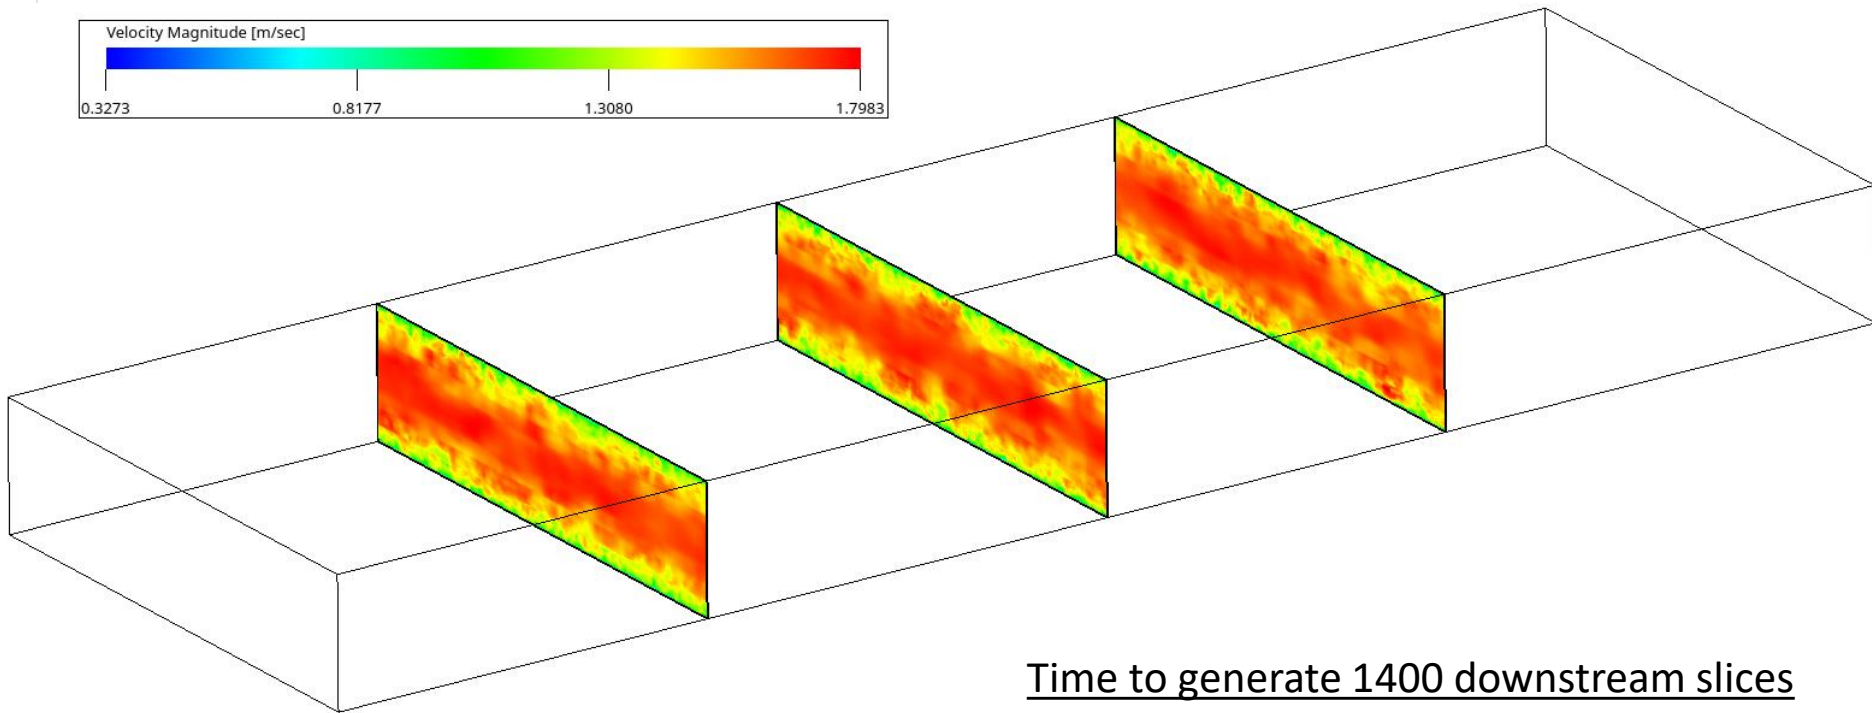 Velocity Magnitude [m/sec]
0.3273 0.8177 1.3080 1.7983
Time to generate 1400 downstream slices